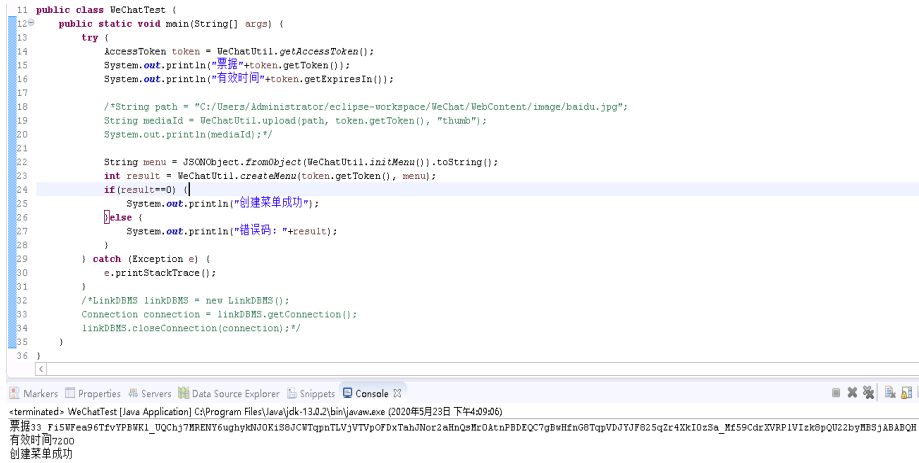 11 public class WeChatTest {
12 public static void main(String[] args) {
13 try {
14 AccessToken token = WeChatUtil.getAccessToken();
15 System.out.println("票据"+token.getToken());
16 System.out.println("有效时间"+token.getExpiresIn());
17
18 /*String path = "C:/Users/Administrator/eclipse-workspace/WeChat/WebContent/image/baidu.jpg";
19 String mediaId = WeChatUtil.upload(path, token.getToken(), "thumb");
20 System.out.println(mediaId);*/
21
22 String menu = JSONObject.fromObject(WeChatUtil.initMenu()).toString();
23 int result = WeChatUtil.createMenu(token.getToken(), menu);
24 if(result==0) {
25 System.out.println("创建菜单成功");
26 }else {
27 System.out.println("错误码："+result);
28 }
29 } catch (Exception e) {
30 e.printStackTrace();
31 }
32 /*LinkDBMS linkDBMS = new LinkDBMS();
33 Connection connection = linkDBMS.getConnection();
34 linkDBMS.closeConnection(connection);*/
35 }
36 }
Markers Properties Servers Data Source Explorer Snippets Console
<terminated> WeChatTest [Java Application] C:\Program Files\Java\jdk-13.0.2\bin\javaw.exe (2020年5月23日 下午4:09:06)
票据
有效时间7200
创建菜单成功